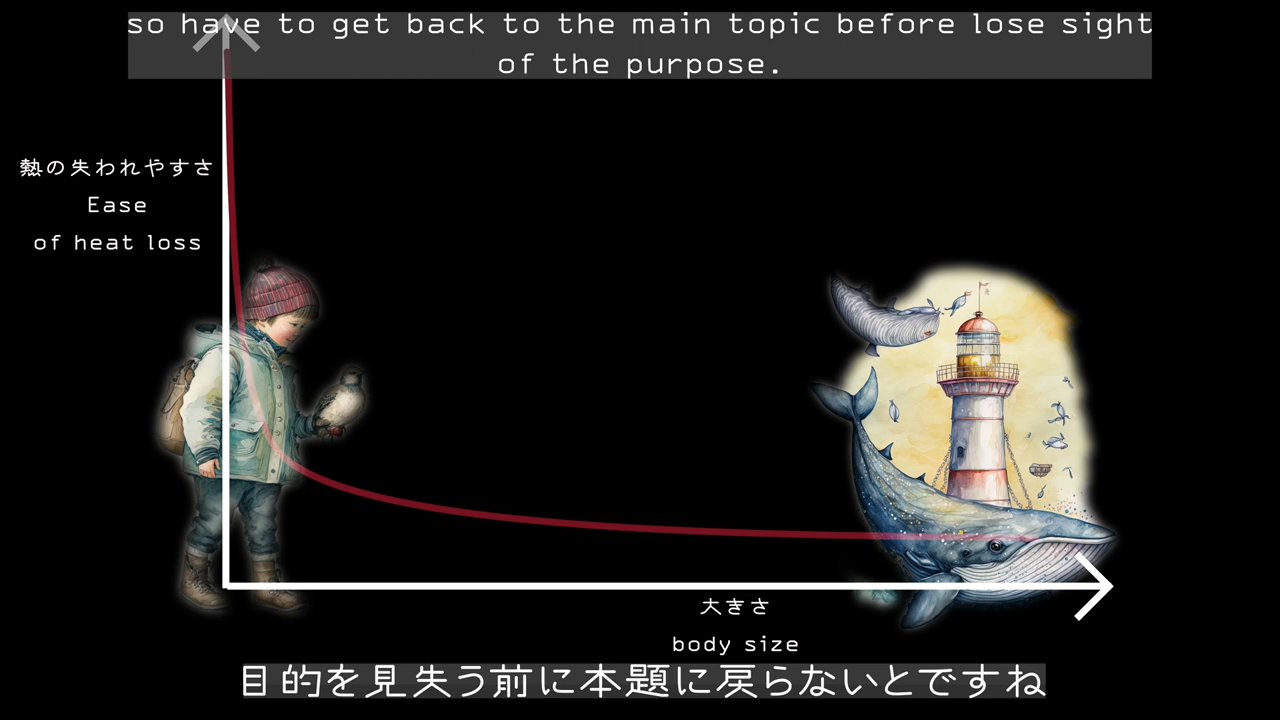 so have to get back to the main topic before lose sight
of the purpose.
熱の失われやすさ
Ease
of heat loss
大きさ
body size
目的を見失う前に本題に戻らないとですね